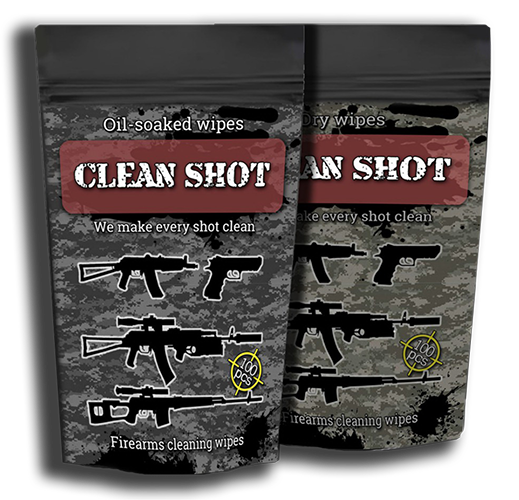 Oil-soaked wipes
CLEAN SHOT
We make every shot clean
100
pcs
Firearms cleaning wipes
Dry wipes
AN SHOT
ake every shot clean
100
pcs
Firearms cleaning wipes